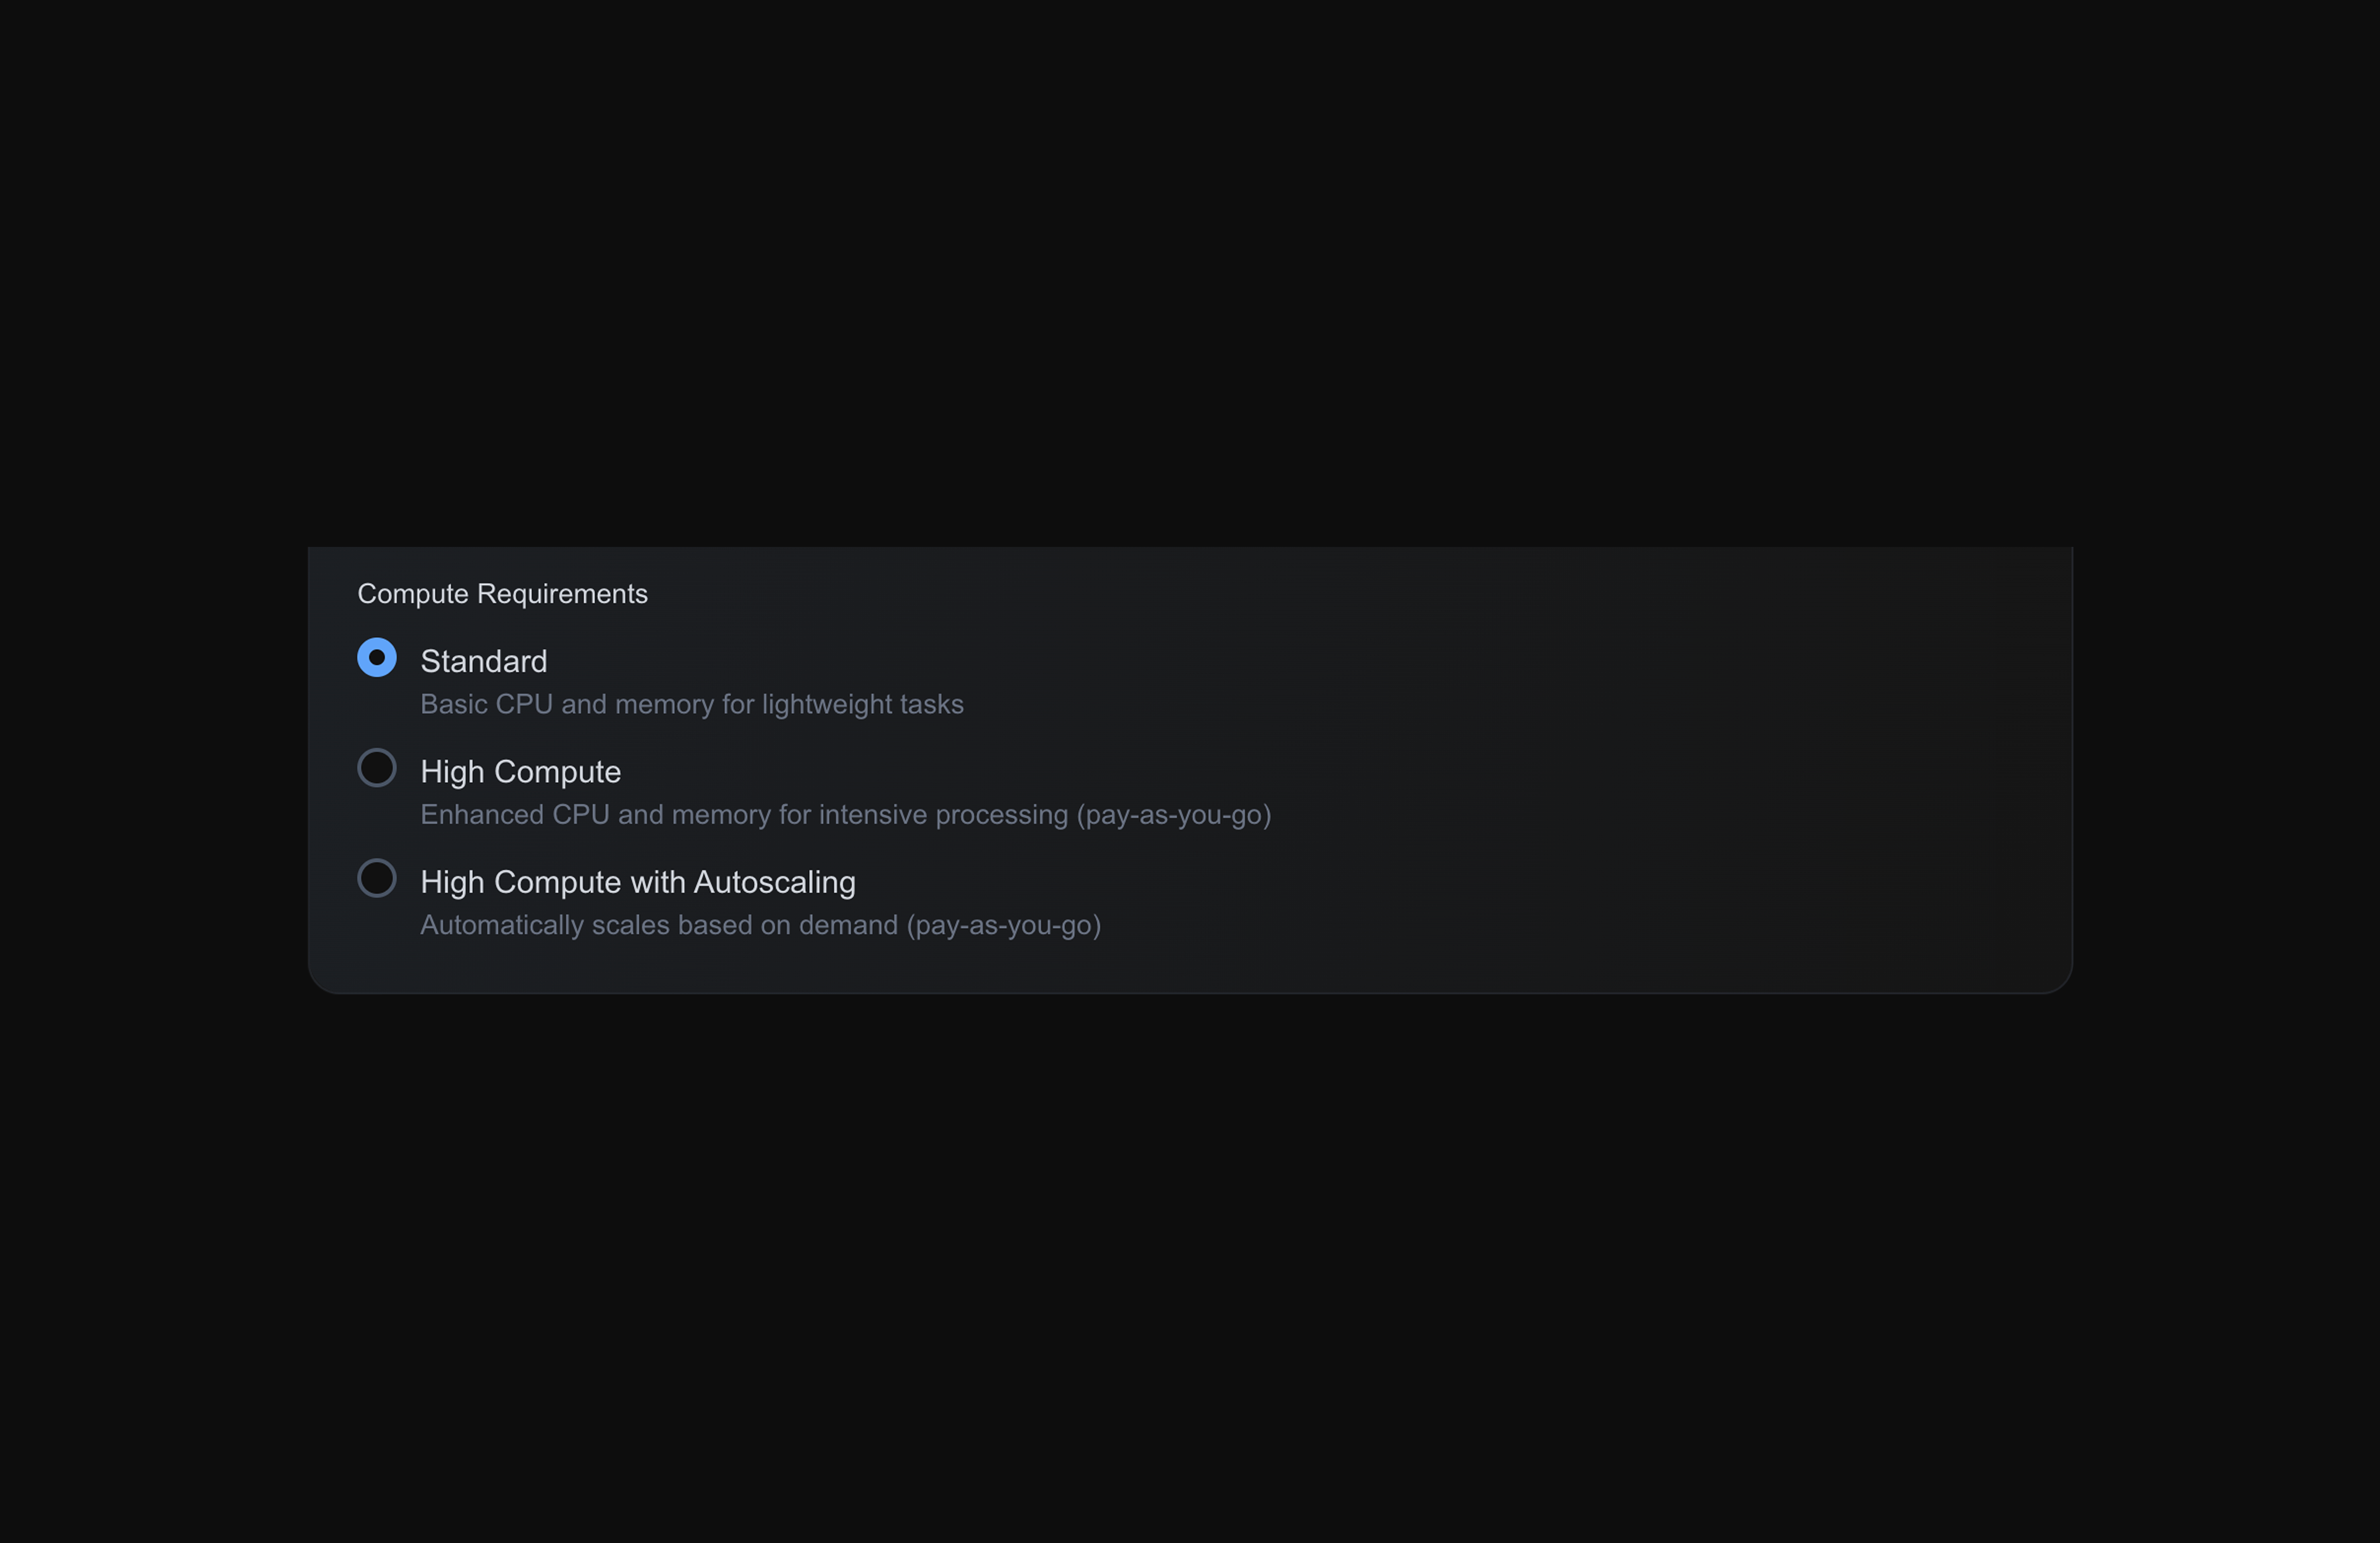 Compute Requirements
Standard
Basic CPU and memory for lightweight tasks
High Compute
Enhanced CPU and memory for intensive processing (pay-as-you-go)
High Compute with Autoscaling
Automatically scales based on demand (pay-as-you-go)